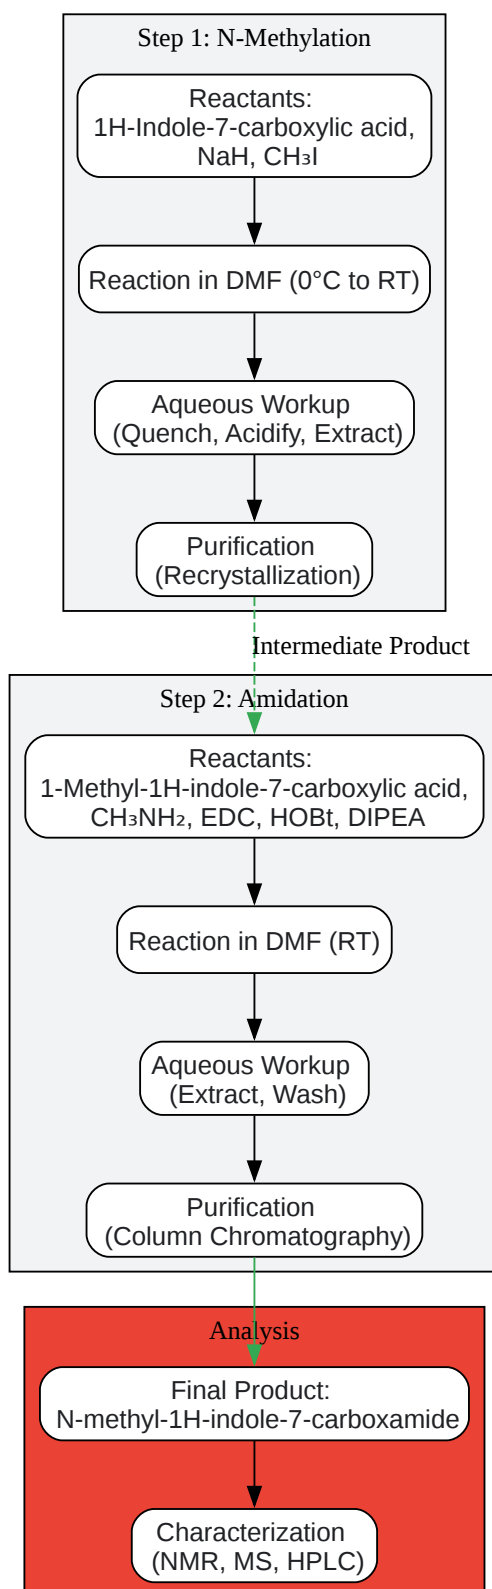 Step 1: N-Methylation
Reactants:
1H-Indole-7-carboxylic acid,
NaH, CH₃I
Reaction in DMF (0°C to RT)
Aqueous Workup
(Quench, Acidify, Extract)
Purification
(Recrystallization)
Intermediate Product
Step 2: Amidation
Reactants:
1-Methyl-1H-indole-7-carboxylic acid,
CH₃NH₂, EDC, HOBt, DIPEA
Reaction in DMF (RT)
Aqueous Workup
(Extract, Wash)
Purification
(Column Chromatography)
Analysis
Final Product:
N-methyl-1H-indole-7-carboxamide
Characterization
(NMR, MS, HPLC)